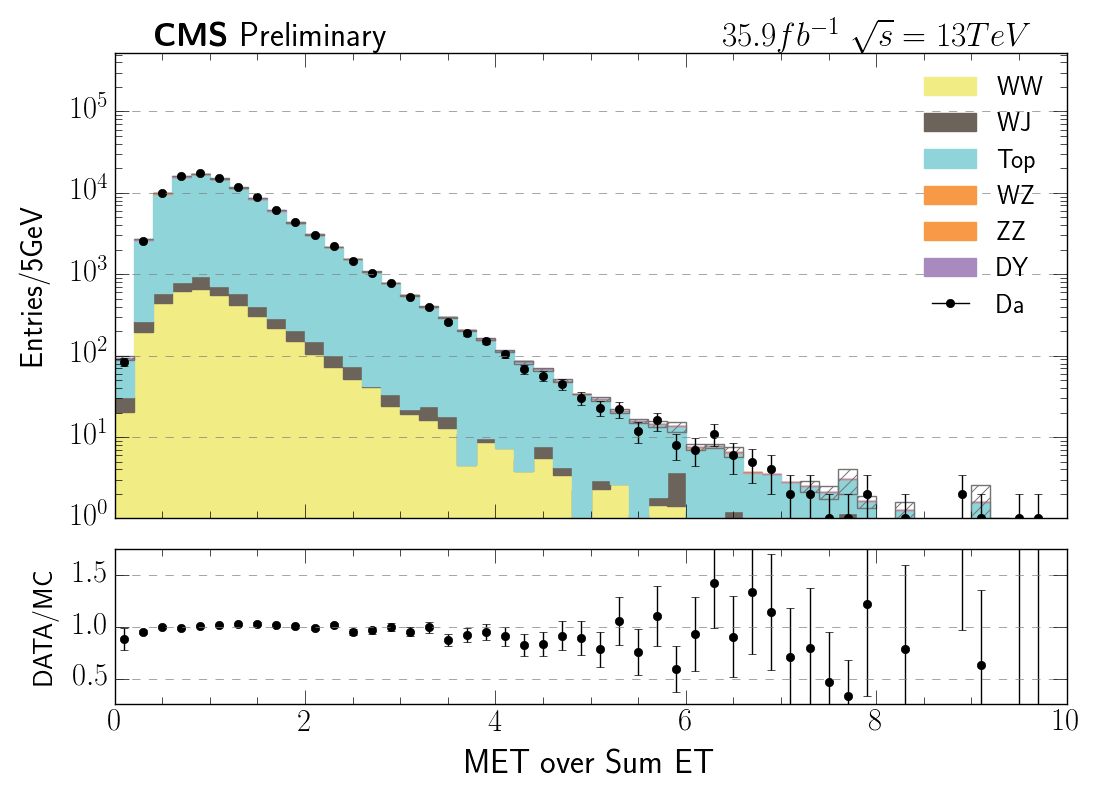 CMS Preliminary 35.9fb⁻¹ √s = 13TeV
WW
WJ
Top
WZ
ZZ
DY
Da
Entries/5GeV
10⁵
10⁴
10³
10²
10¹
10⁰
DATA/MC
1.5
1.0
0.5
0 2 4 6 8 10
MET over Sum ET